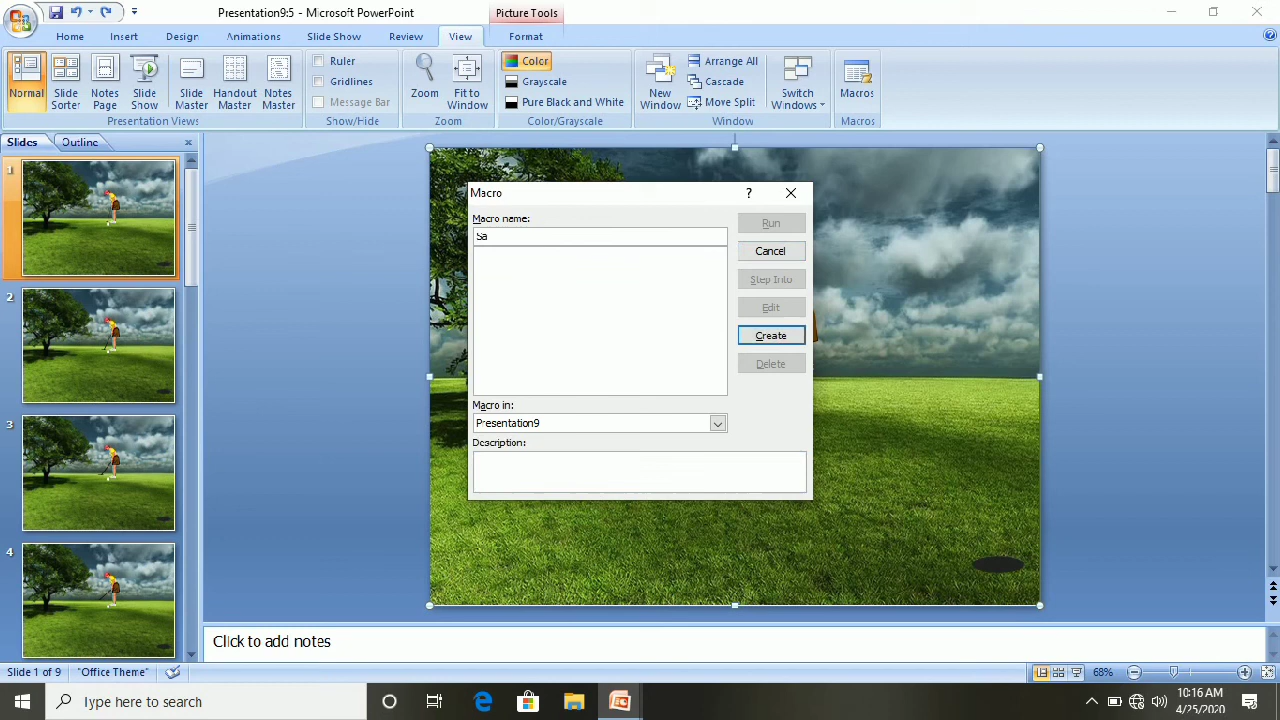 Presentation9:5 - Microsoft PowerPoint
Picture Tools
Home Insert Design Animations Slide Show Review View Format
Normal Slide Sorter Notes Page Slide Show Slide Master Handout Master Notes Master
Presentation Views
Ruler
Gridlines
Message Bar
Show/Hide
Zoom Fit to Window
Zoom
Color
Grayscale
Pure Black and White
Color/Grayscale
New Window
Arrange All
Cascade
Move Split
Switch Windows
Window
Macros
Macros
Slides Outline
1
2
3
4
Macro
?
Macro name:
Sa
Run
Cancel
Step Into
Edit
Create
Delete
Macro in:
Presentation9
Description:
Click to add notes
Slide 1 of 9 "Office Theme" 68%
Type here to search
10:16 AM
4/25/2020